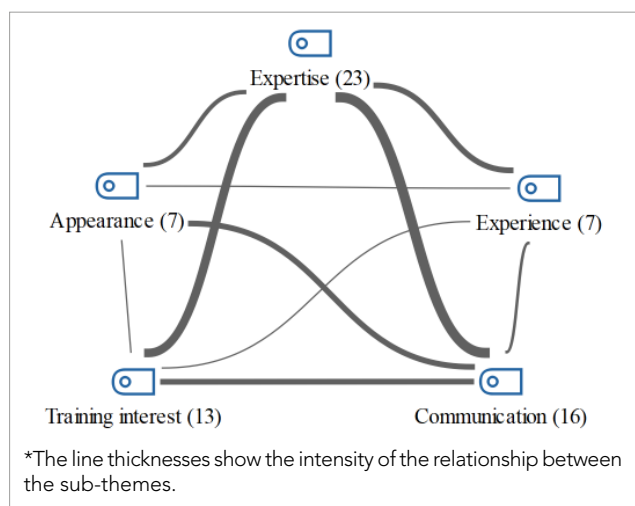 Expertise (23)
Appearance (7)
Experience (7)
Training interest (13)
Communication (16)
*The line thicknesses show the intensity of the relationship between
the sub-themes.